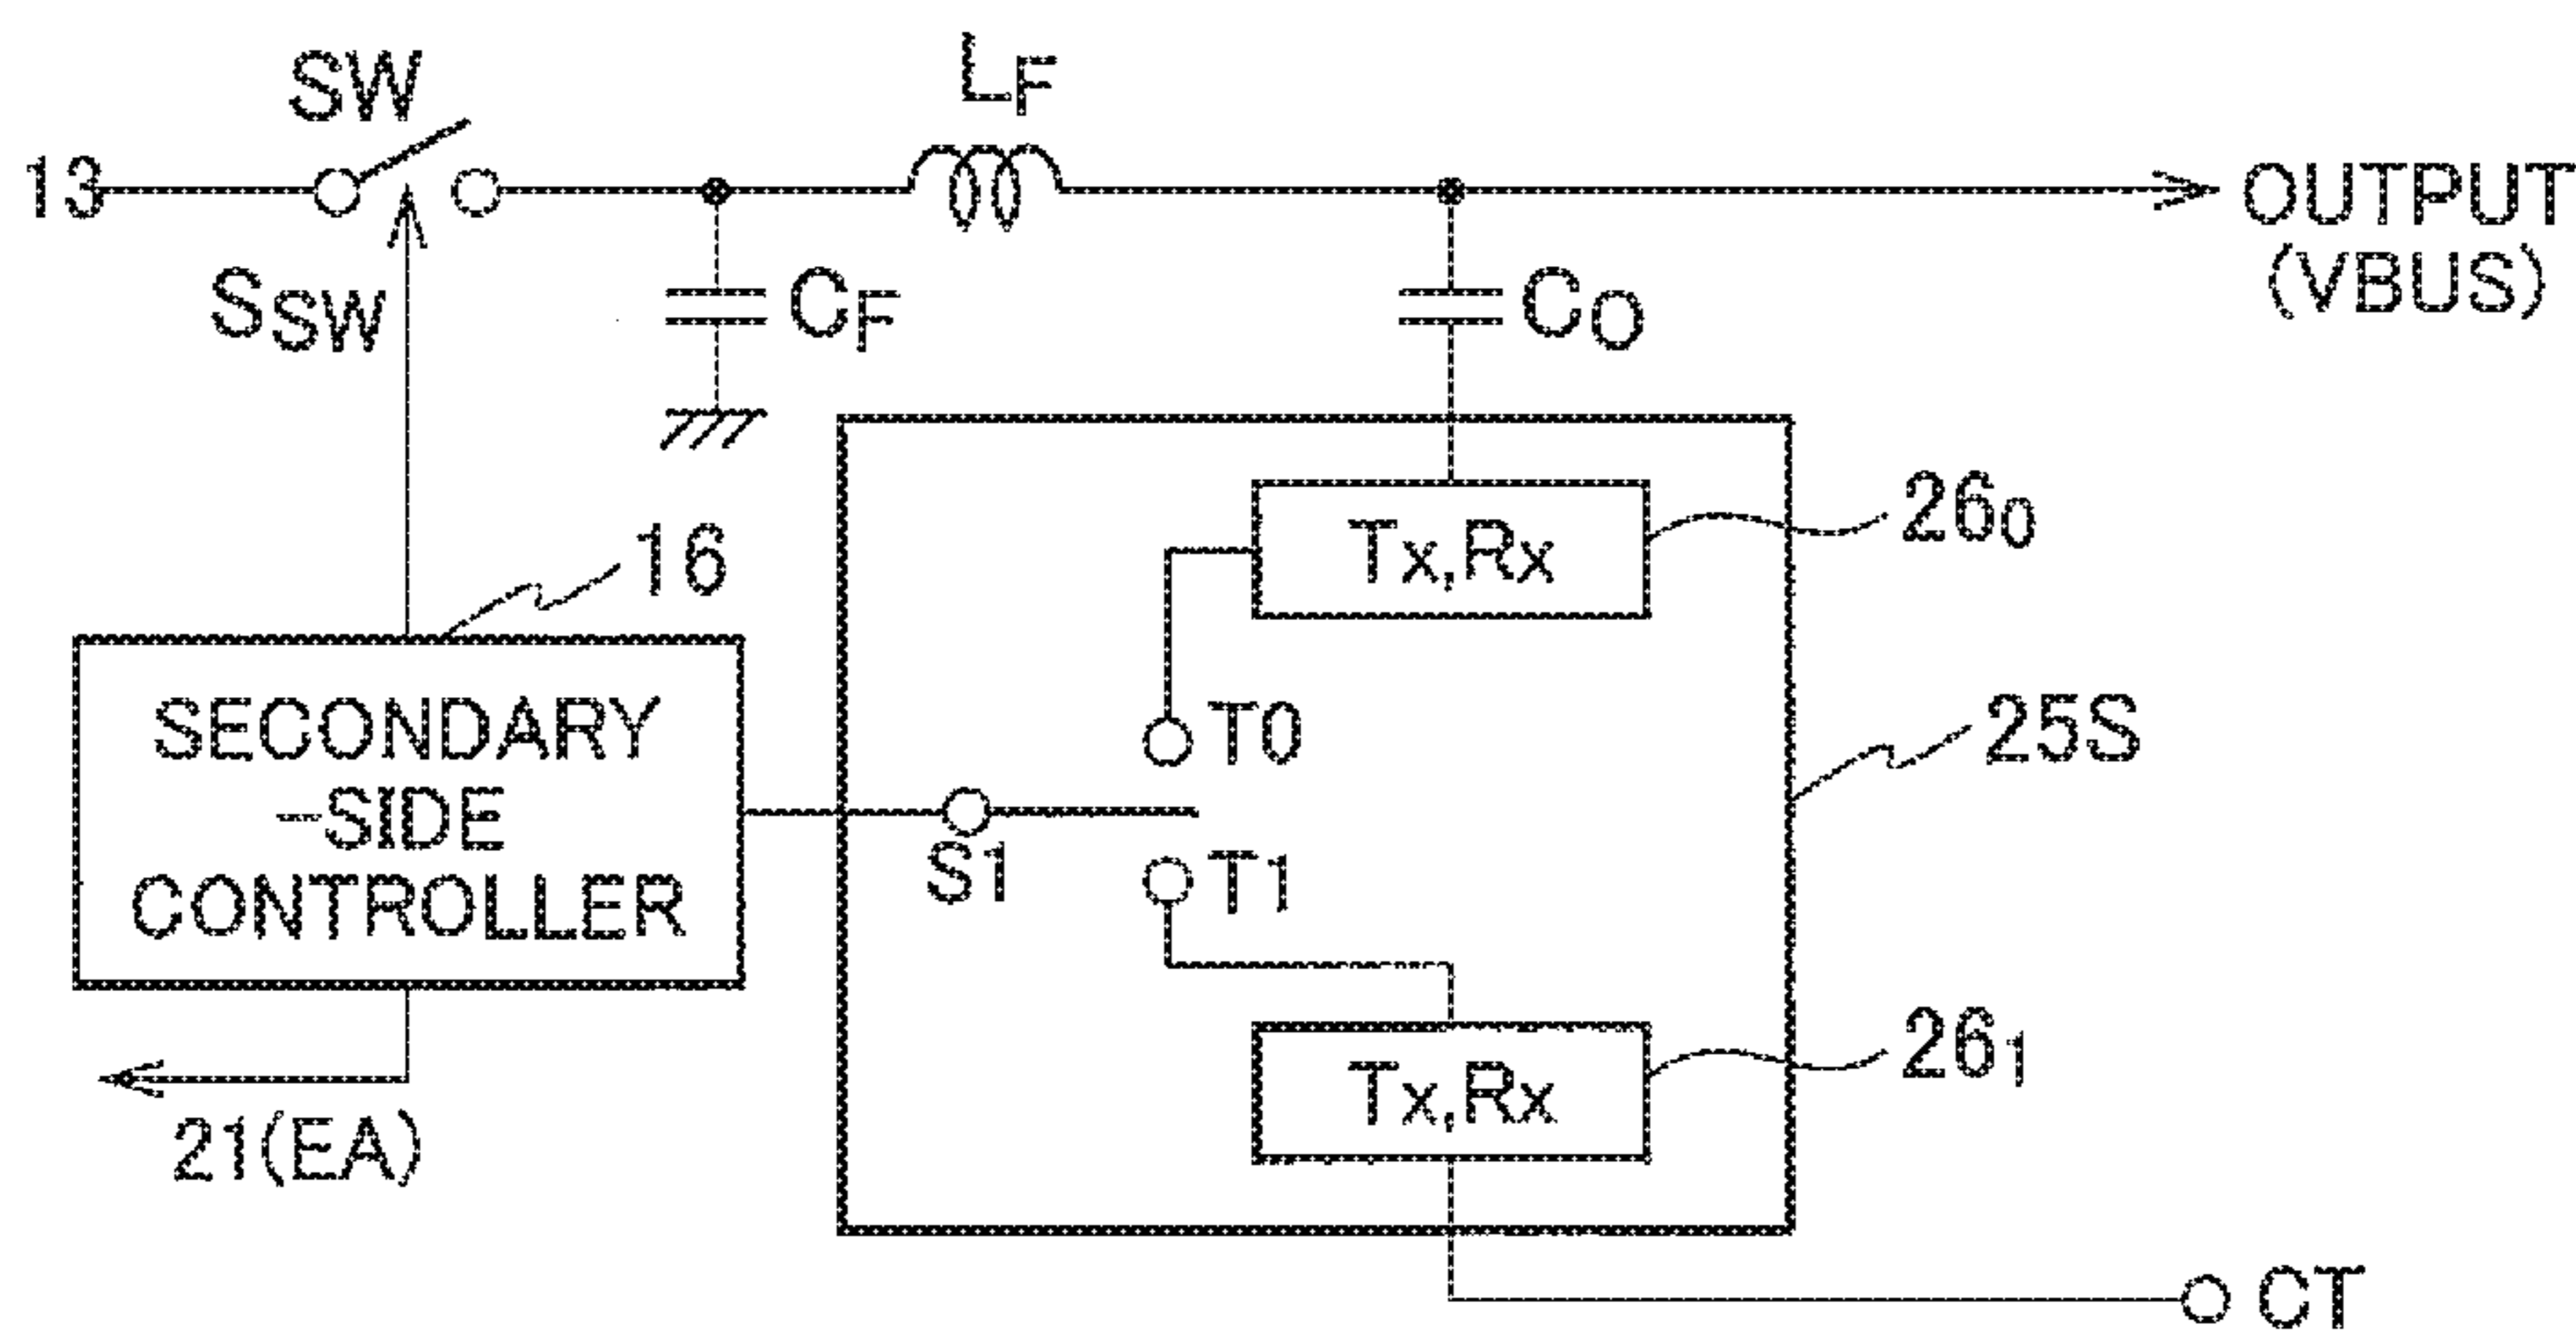 SW
LF
13
OUTPUT
(VBUS)
SSW
CF
CO
16
260
Tx,Rx
SECONDARY
-SIDE
CONTROLLER
T0
25S
S1
T1
261
Tx,Rx
21(EA)
CT